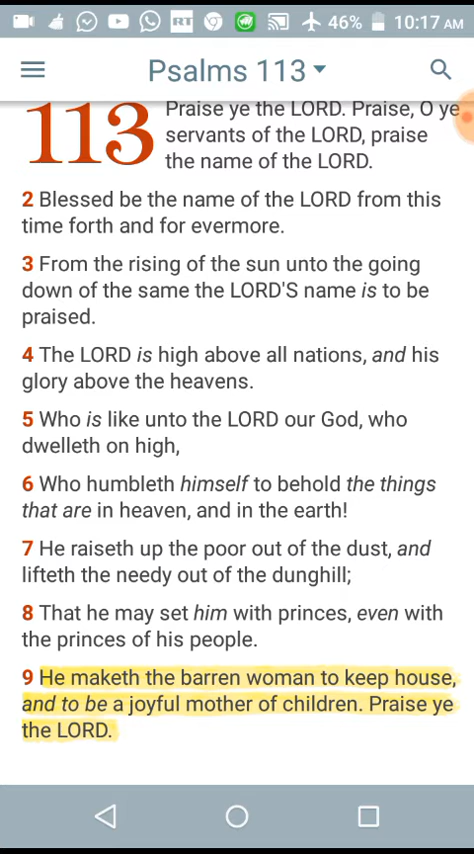 RT 46% 10:17 AM
Psalms 113
113 Praise ye the LORD. Praise, O ye
servants of the LORD, praise
the name of the LORD.
2 Blessed be the name of the LORD from this
time forth and for evermore.
3 From the rising of the sun unto the going
down of the same the LORD'S name is to be
praised.
4 The LORD is high above all nations, and his
glory above the heavens.
5 Who is like unto the LORD our God, who
dwelleth on high,
6 Who humbleth himself to behold the things
that are in heaven, and in the earth!
7 He raiseth up the poor out of the dust, and
lifteth the needy out of the dunghill;
8 That he may set him with princes, even with
the princes of his people.
9 He maketh the barren woman to keep house,
and to be a joyful mother of children. Praise ye
the LORD.